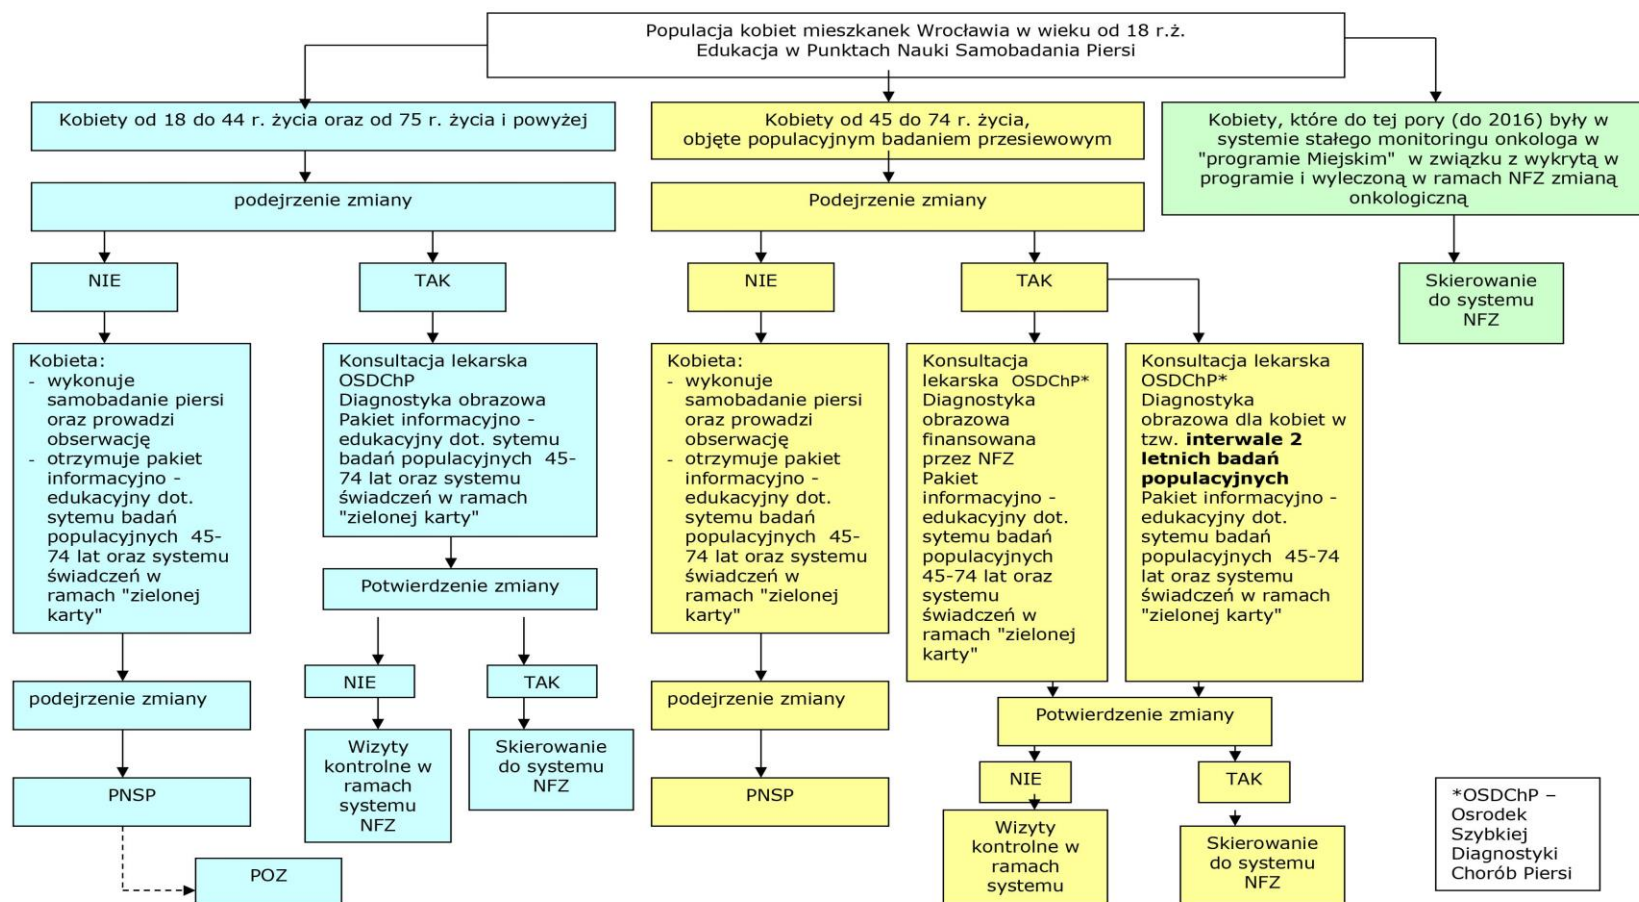 Populacja kobiet mieszkanek Wrocławia w wieku od 18 r.ż.
Edukacja w Punktach Nauki Samobadania Piersi
Kobiety od 18 do 44 r. życia oraz od 75 r. życia i powyżej
podejrzenie zmiany
NIE
TAK
Kobieta:
- wykonuje
samobadanie piersi
oraz prowadzi
obserwację
- otrzymuje pakiet
informacyjno -
edukacyjny dot.
sytemu badań
populacyjnych 45-
74 lat oraz systemu
świadczeń w
ramach "zielonej
karty"
podejrzenie zmiany
PNSP
POZ
Konsultacja lekarska
OSDChP
Diagnostyka obrazowa
Pakiet informacyjno -
edukacyjny dot. sytemu
badań populacyjnych 45-
74 lat oraz systemu
świadczeń w ramach
"zielonej karty"
Potwierdzenie zmiany
NIE
TAK
Wizyty
kontrolne w
ramach
systemu
NFZ
Skierowanie
do systemu
NFZ
Kobiety od 45 do 74 r. życia,
objęte populacyjnym badaniem przesiewowym
Podejrzenie zmiany
NIE
TAK
Kobieta:
- wykonuje
samobadanie piersi
oraz prowadzi
obserwację
- otrzymuje pakiet
informacyjno -
edukacyjny dot.
sytemu badań
populacyjnych 45-
74 lat oraz systemu
świadczeń w
ramach "zielonej
karty"
podejrzenie zmiany
PNSP
Konsultacja
lekarska OSDChP*
Diagnostyka
obrazowa
finansowana
przez NFZ
Pakiet
informacyjno -
edukacyjny dot.
sytemu badań
populacyjnych
45-74 lat oraz
systemu
świadczeń w
ramach "zielonej
karty"
Konsultacja lekarska
OSDChP*
Diagnostyka
obrazowa dla kobiet w
tzw. interwale 2
letnich badań
populacyjnych
Pakiet informacyjno -
edukacyjny dot.
sytemu badań
populacyjnych 45-74
lat oraz systemu
świadczeń w ramach
"zielonej karty"
Potwierdzenie zmiany
NIE
TAK
Wizyty
kontrolne w
ramach
systemu
Skierowanie
do systemu
NFZ
Kobiety, które do tej pory (do 2016) były w
systemie stałego monitoringu onkologa w
"programie Miejskim" w związku z wykrytą w
programie i wyleczoną w ramach NFZ zmianą
onkologiczną
Skierowanie
do systemu
NFZ
*OSDChP –
Osrodek
Szybkiej
Diagnostyki
Chorób Piersi